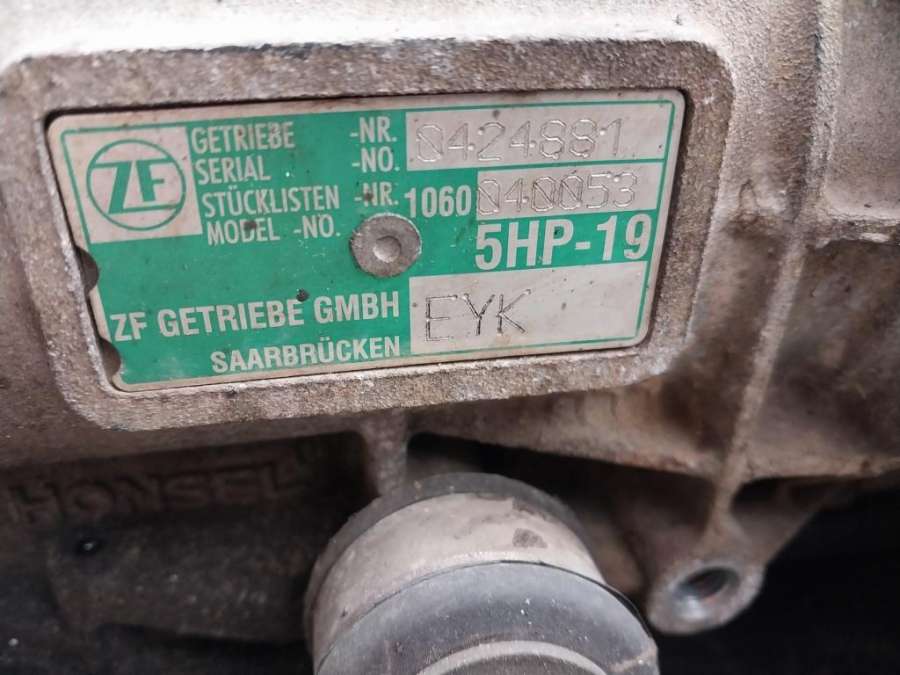 ZF
GETRIEBE -NR. 0424881
SERIAL -NO.
STÜCKLISTEN -NR. 1060 040053
MODEL -NO.
5HP-19
ZF GETRIEBE GMBH EYK
SAARBRÜCKEN
HONSEL